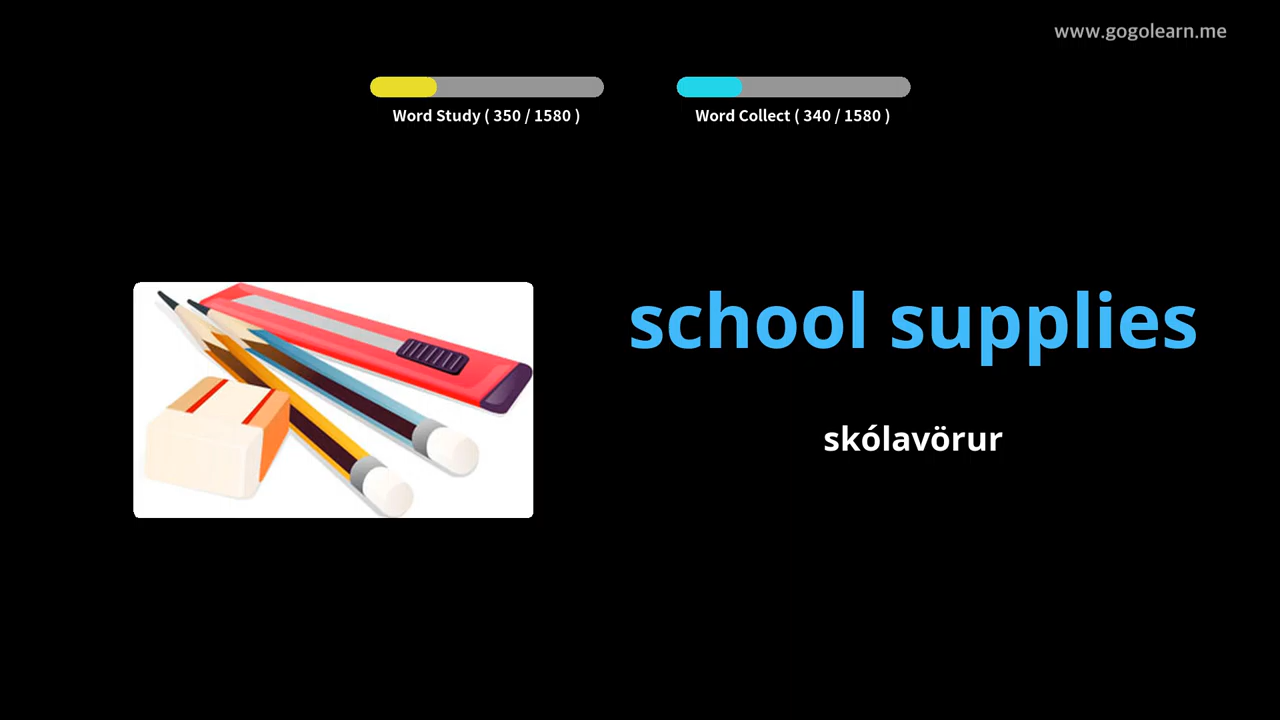 www.gogolearn.me
Word Study ( 350 / 1580 )
Word Collect ( 340 / 1580 )
school supplies
skólavörur